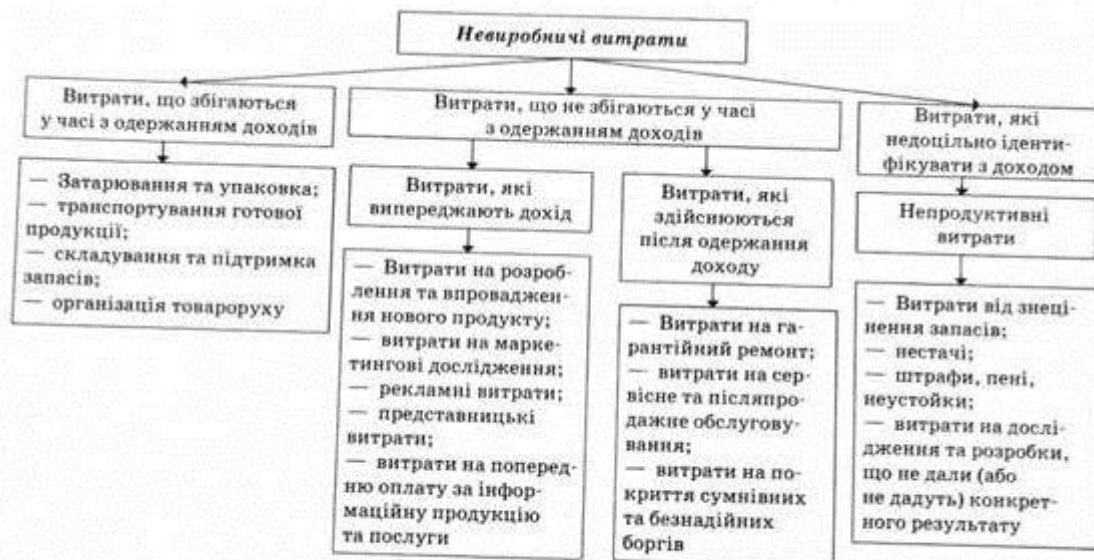 Невиробничі витрати
Витрати, що збігаються
у часі з одержанням доходів
Витрати, що не збігаються у часі
з одержанням доходів
Витрати, які
недоцільно іденти-
фікувати з доходом
— Затарювання та упаковка;
— транспортування готової
продукції;
— складування та підтримка
запасів;
— організація товароруху
Витрати, які
випереджають дохід
Витрати, які
здійснюються
після одержання
доходу
Непродуктивні
витрати
— Витрати на розроб-
лення та впроваджен-
ня нового продукту;
— витрати на марке-
тингові дослідження;
— рекламні витрати;
— представницькі
витрати;
— витрати на поперед-
ню оплату за інфор-
маційну продукцію
та послуги
— Витрати на га-
рантійний ремонт;
— витрати на сер-
вісне та післяпро-
дажне обслугову-
вання;
— витрати на по-
криття сумнівних
та безнадійних
боргів
— Витрати від знеці-
нення запасів;
— нестачі;
— штрафи, пені,
неустойки;
— витрати на дослі-
дження та розробки,
що не дали (або
не дадуть) конкрет-
ного результату